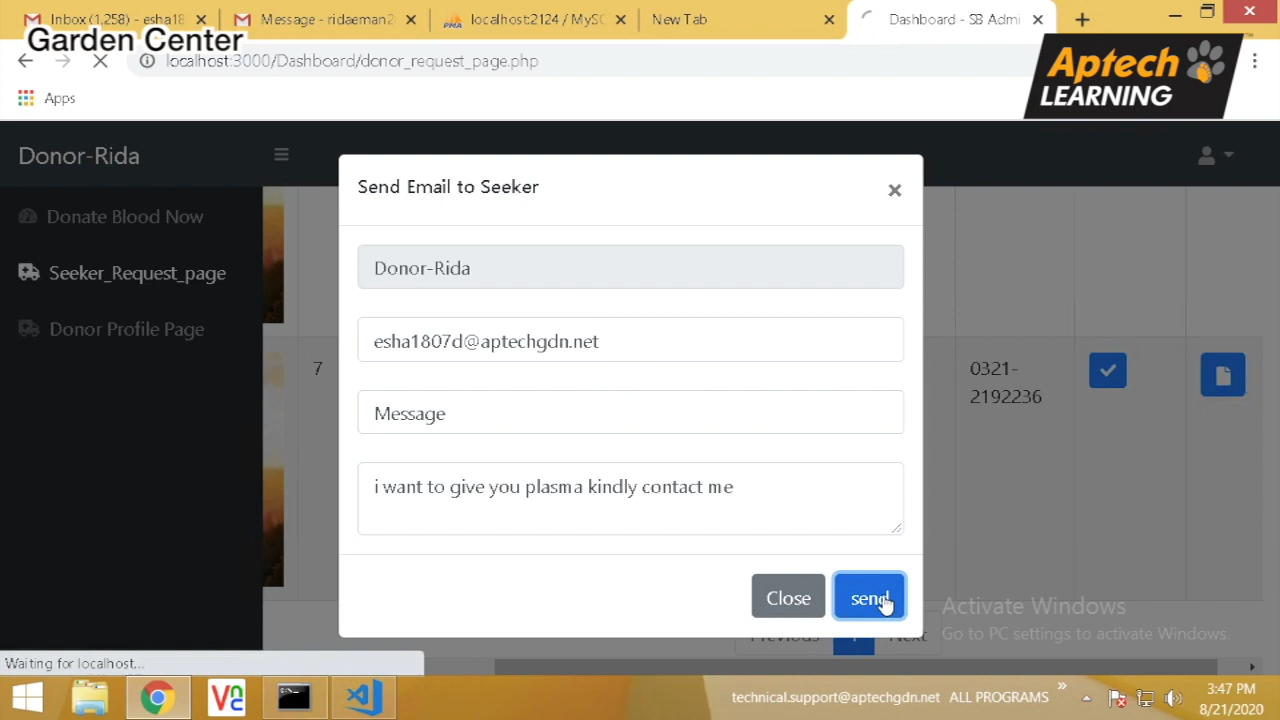 Inbox (1,258) - esha18
Message - ridaeman2
localhost:2124 / MySC
New Tab
Dashboard - SB Admi
Garden Center
localhost:3000/Dashboard/donor_request_page.php
Aptech
LEARNING
Apps
Donor-Rida
Send Email to Seeker
Donate Blood Now
Seeker_Request_page
Donor Profile Page
Donor-Rida
esha1807d@aptechgdn.net
7
0321-
2192236
Message
i want to give you plasma kindly contact me
Close
send
Activate Windows
Go to PC settings to activate Windows.
Previous
1
Next
Waiting for localhost...
technical.support@aptechgdn.net ALL PROGRAMS
3:47 PM
8/21/2020